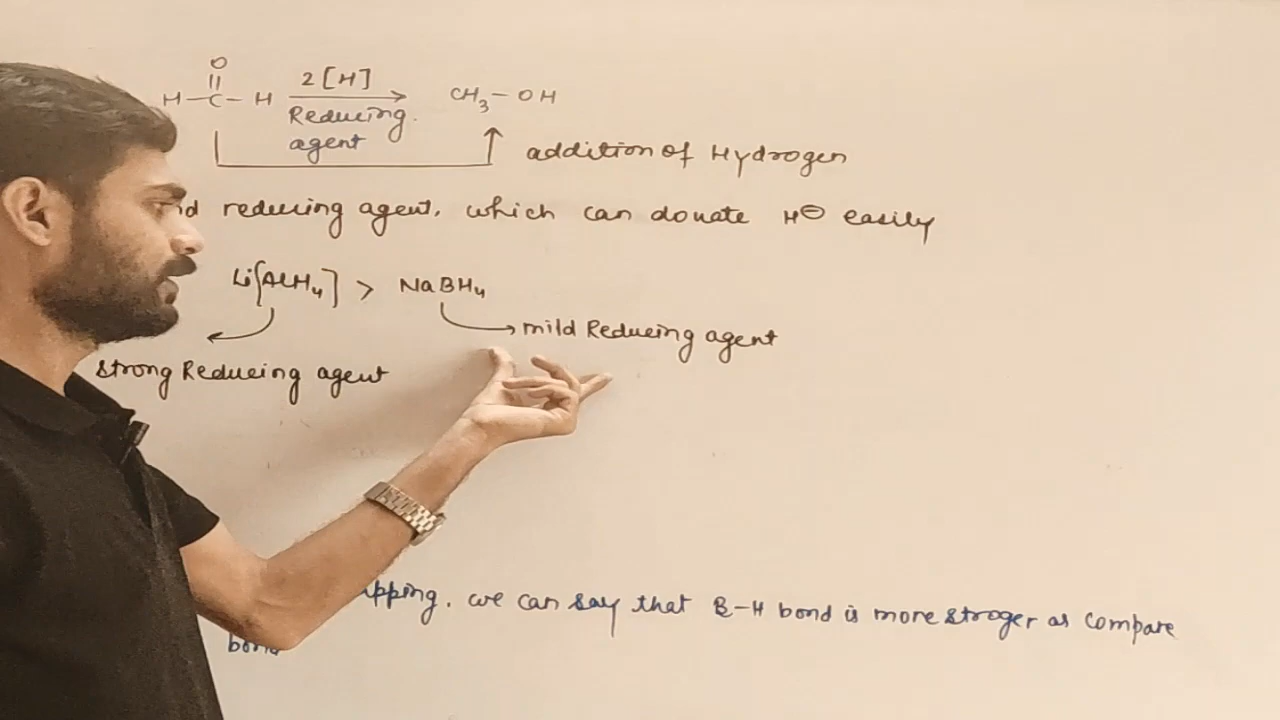 O
||
H-C-H 2[H] CH3-OH
Reducing
agent
addition of Hydrogen
reducing agent, which can donate H⊖ easily
Li[AlH4] > NaBH4
mild Reducing agent
strong Reducing agent
we can say that B-H bond is more stroger as compare
bond